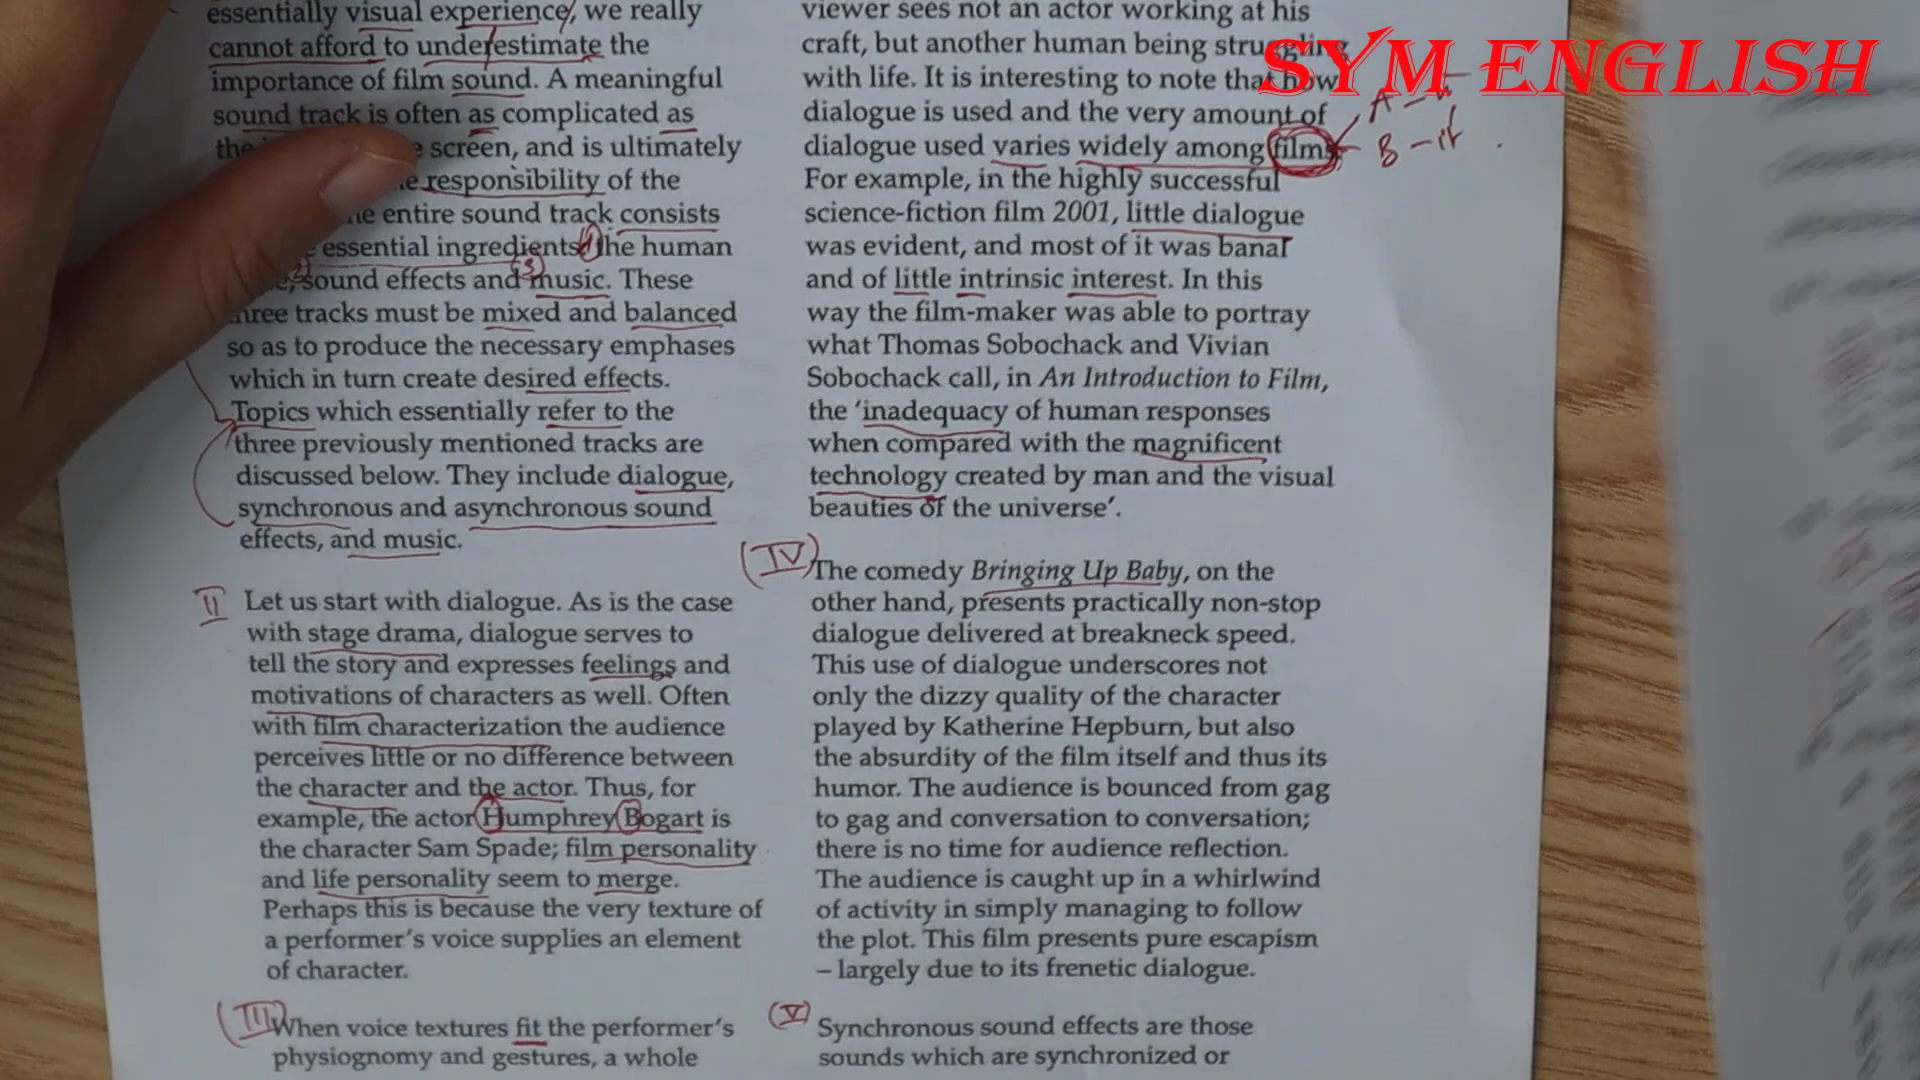 essentially visual experience, we really
cannot afford to underestimate the
importance of film sound. A meaningful
sound track is often as complicated as
the screen, and is ultimately
responsibility of the
entire sound track consists
essential ingredients: the human
sound effects and music. These
three tracks must be mixed and balanced
so as to produce the necessary emphases
which in turn create desired effects.
Topics which essentially refer to the
three previously mentioned tracks are
discussed below. They include dialogue,
synchronous and asynchronous sound
effects, and music.
II
Let us start with dialogue. As is the case
with stage drama, dialogue serves to
tell the story and expresses feelings and
motivations of characters as well. Often
with film characterization the audience
perceives little or no difference between
the character and the actor. Thus, for
example, the actor Humphrey Bogart is
the character Sam Spade; film personality
and life personality seem to merge.
Perhaps this is because the very texture of
a performer's voice supplies an element
of character.
(III)
When voice textures fit the performer's
physiognomy and gestures, a whole
viewer sees not an actor working at his
craft, but another human being struggling
with life. It is interesting to note that how
dialogue is used and the very amount of
dialogue used varies widely among films.
For example, in the highly successful
science-fiction film 2001, little dialogue
was evident, and most of it was banal
and of little intrinsic interest. In this
way the film-maker was able to portray
what Thomas Sobochack and Vivian
Sobochack call, in An Introduction to Film,
the 'inadequacy of human responses
when compared with the magnificent
technology created by man and the visual
beauties of the universe'.
(IV)
The comedy Bringing Up Baby, on the
other hand, presents practically non-stop
dialogue delivered at breakneck speed.
This use of dialogue underscores not
only the dizzy quality of the character
played by Katherine Hepburn, but also
the absurdity of the film itself and thus its
humor. The audience is bounced from gag
to gag and conversation to conversation;
there is no time for audience reflection.
The audience is caught up in a whirlwind
of activity in simply managing to follow
the plot. This film presents pure escapism
– largely due to its frenetic dialogue.
(V)
Synchronous sound effects are those
sounds which are synchronized or
SYM ENGLISH